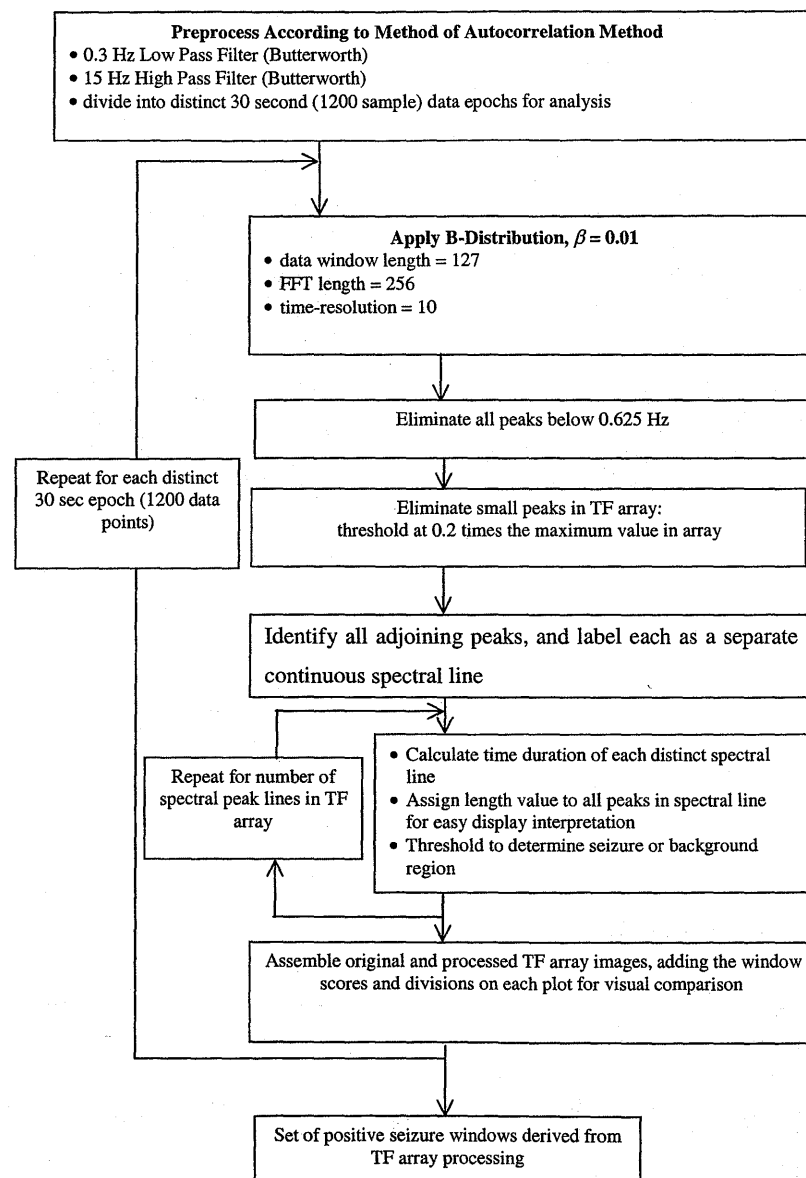 Preprocess According to Method of Autocorrelation Method
• 0.3 Hz Low Pass Filter (Butterworth)
• 15 Hz High Pass Filter (Butterworth)
• divide into distinct 30 second (1200 sample) data epochs for analysis
Apply B-Distribution, β = 0.01
• data window length = 127
• FFT length = 256
• time-resolution = 10
Eliminate all peaks below 0.625 Hz
Repeat for each distinct
30 sec epoch (1200 data
points)
Eliminate small peaks in TF array:
threshold at 0.2 times the maximum value in array
Identify all adjoining peaks, and label each as a separate
continuous spectral line
Repeat for number of
spectral peak lines in TF
array
• Calculate time duration of each distinct spectral
line
• Assign length value to all peaks in spectral line
for easy display interpretation
• Threshold to determine seizure or background
region
Assemble original and processed TF array images, adding the window
scores and divisions on each plot for visual comparison
Set of positive seizure windows derived from
TF array processing